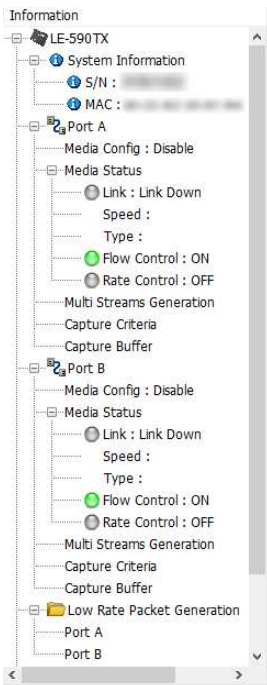 Information
LE-590TX
System Information
S/N :
MAC :
Port A
Media Config : Disable
Media Status
Link : Link Down
Speed :
Type :
Flow Control : ON
Rate Control : OFF
Multi Streams Generation
Capture Criteria
Capture Buffer
Port B
Media Config : Disable
Media Status
Link : Link Down
Speed :
Type :
Flow Control : ON
Rate Control : OFF
Multi Streams Generation
Capture Criteria
Capture Buffer
Low Rate Packet Generation
Port A
Port B